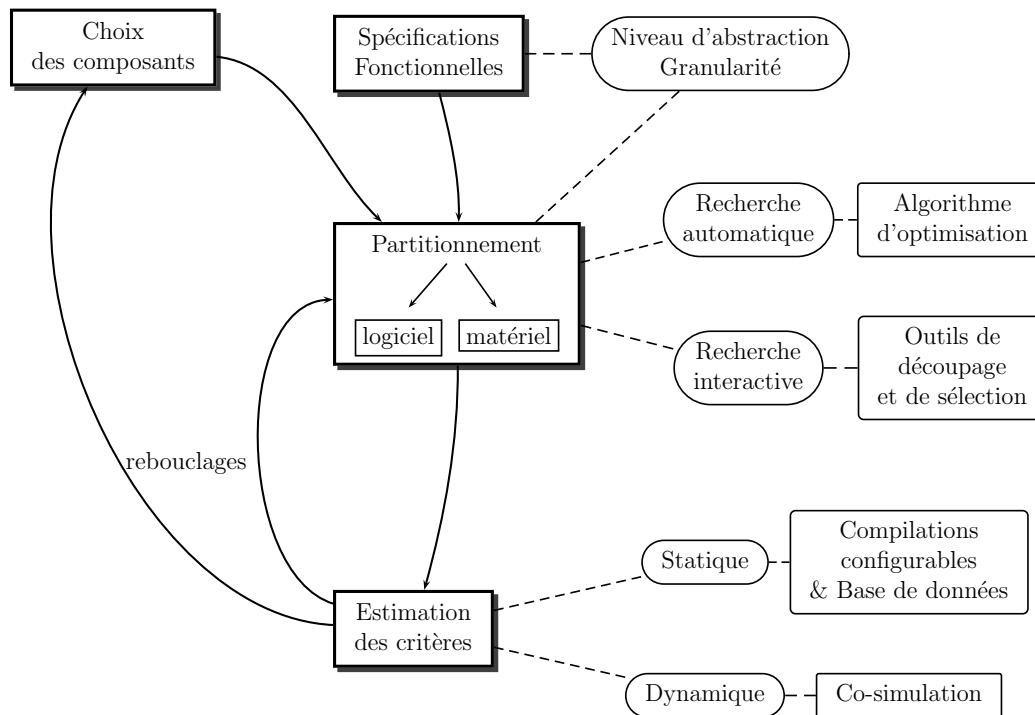 Choix
des composants
Spécifications
Fonctionnelles
Niveau d'abstraction
Granularité
Partitionnement
logiciel
matériel
Recherche
automatique
Algorithme
d'optimisation
Recherche
interactive
Outils de
découpage
et de sélection
rebouclages
Estimation
des critères
Statique
Compilations
configurables
& Base de données
Dynamique
Co-simulation